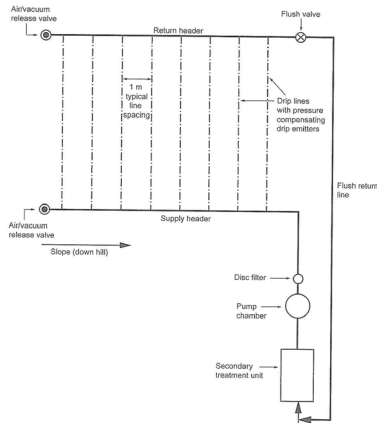 Air/vacuum
release valve
Return header
Flush valve
1 m
typical
line
spacing
Drip lines
with pressure
compensating
drip emitters
Flush return
line
Supply header
Air/vacuum
release valve
Slope (down hill)
Disc filter
Pump
chamber
Secondary
treatment unit